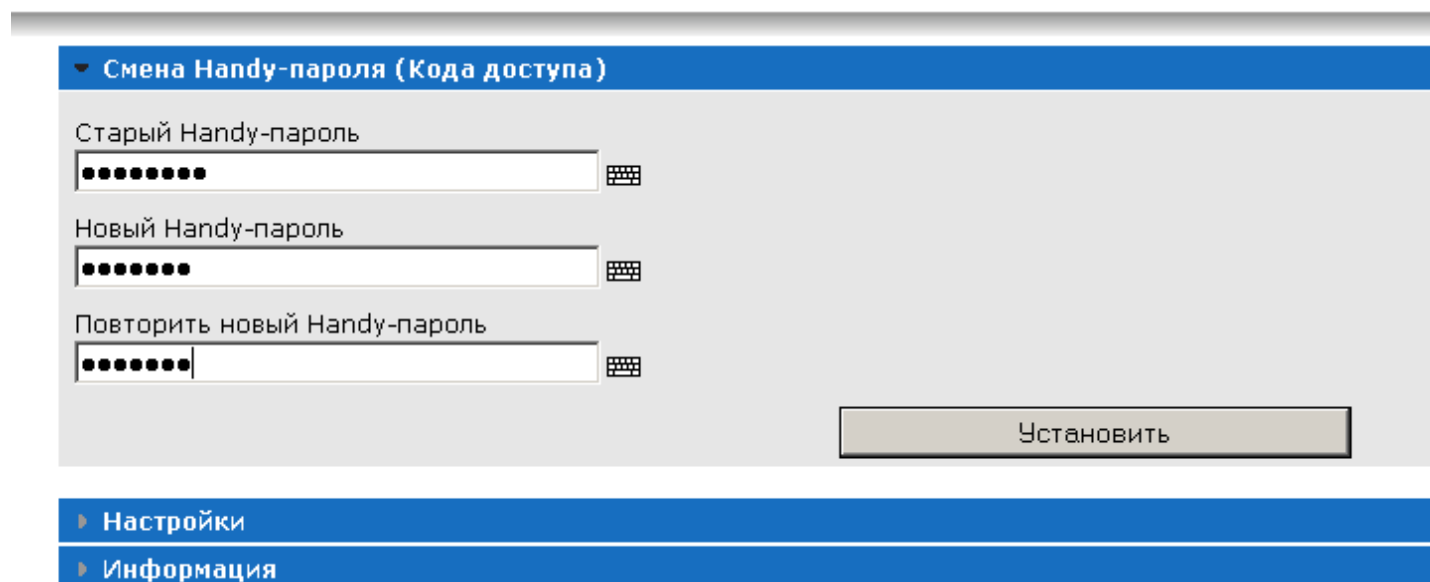 Смена Handy-пароля (Кода доступа)
Старый Handy-пароль
••••••••
Новый Handy-пароль
•••••••
Повторить новый Handy-пароль
•••••••
Установить
Настройки
Информация